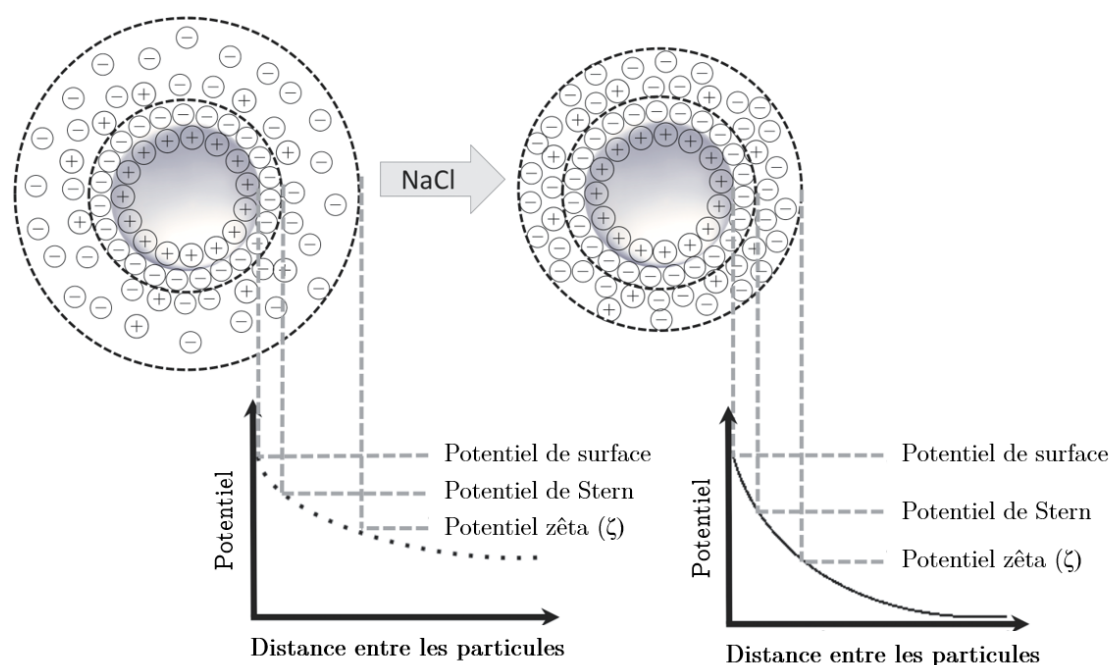 NaCl
Potentiel
Potentiel de surface
Potentiel de Stern
Potentiel zêta (ζ)
Distance entre les particules
Potentiel
Potentiel de surface
Potentiel de Stern
Potentiel zêta (ζ)
Distance entre les particules